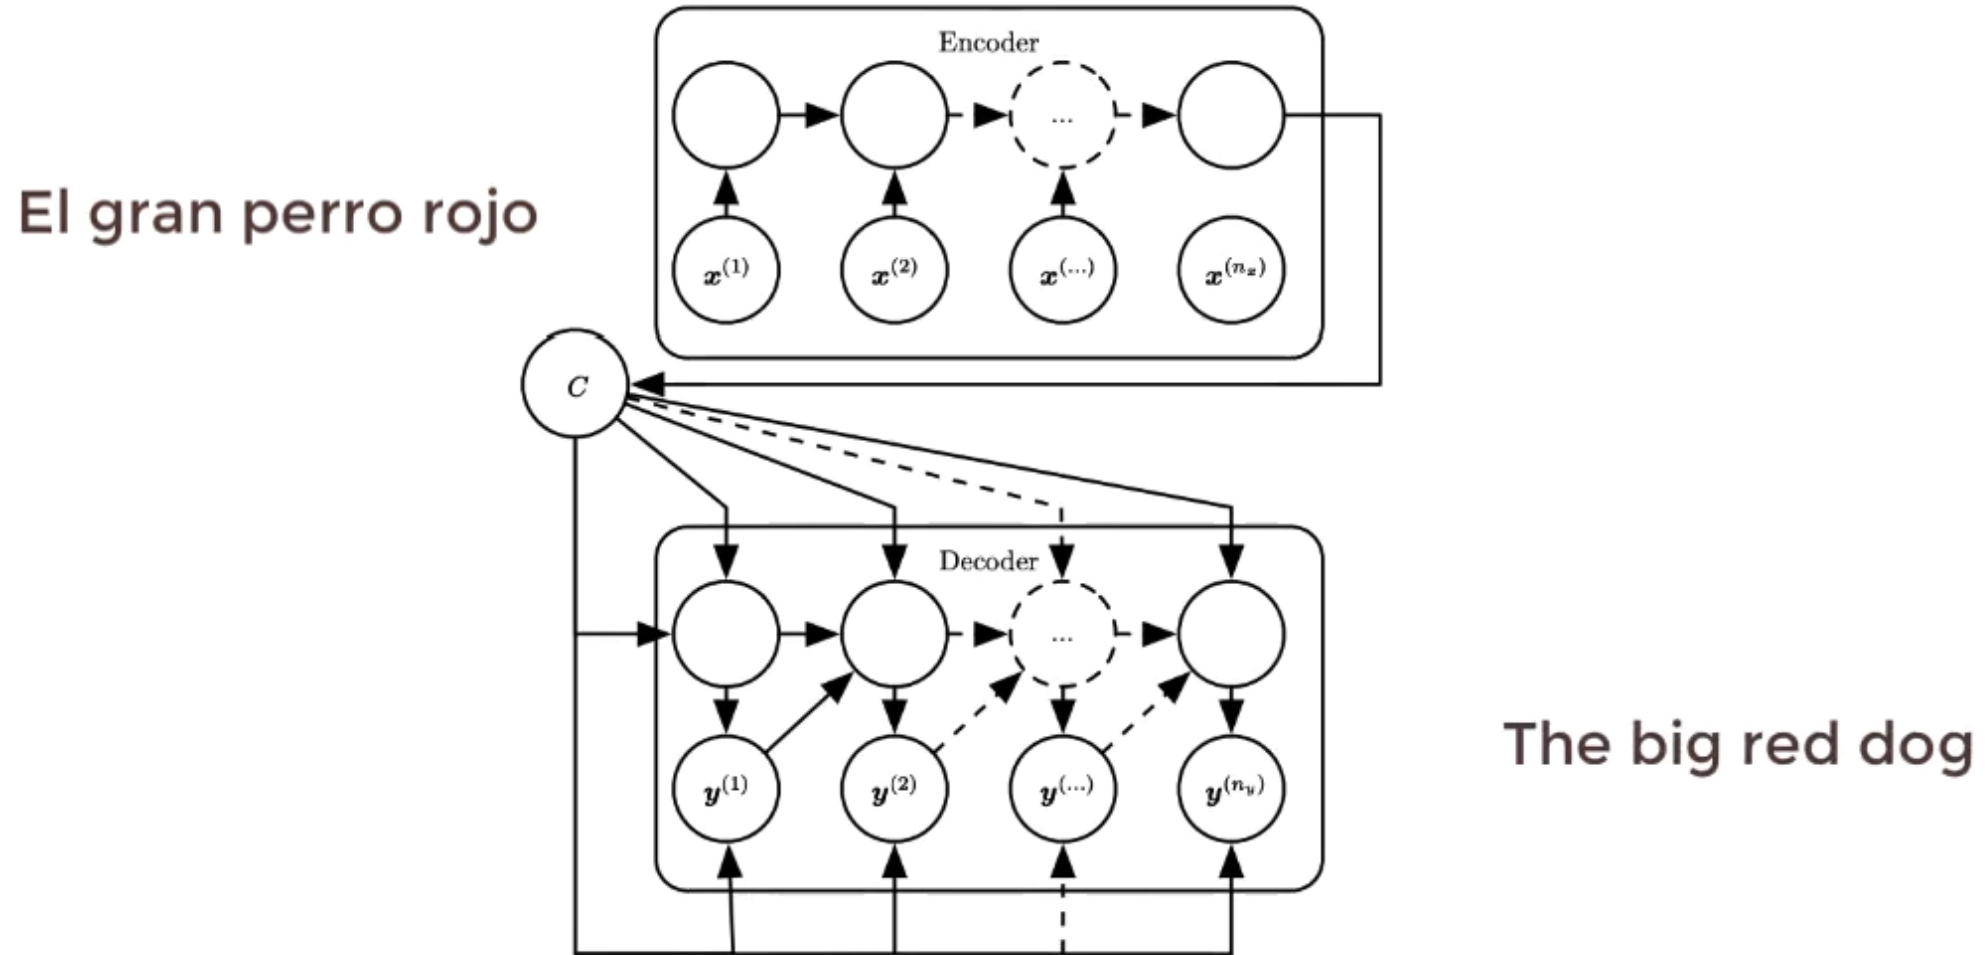 Encoder
...
El gran perro rojo
x^(1) x^(2) x^(...) x^(n_x)
C
Decoder
...
The big red dog
y^(1) y^(2) y^(...) y^(n_y)